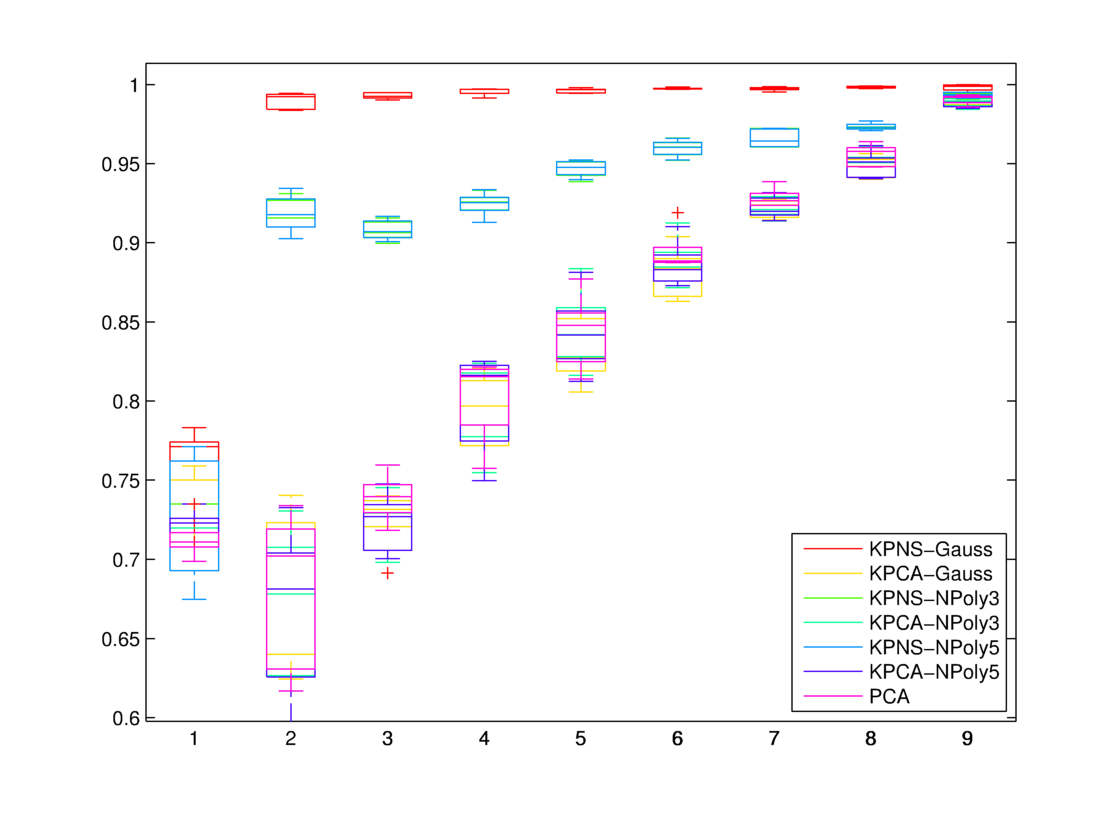 1
0.95
0.9
0.85
0.8
0.75
0.7
0.65
0.6
1 2 3 4 5 6 7 8 9
KPNS−Gauss
KPCA−Gauss
KPNS−NPoly3
KPCA−NPoly3
KPNS−NPoly5
KPCA−NPoly5
PCA